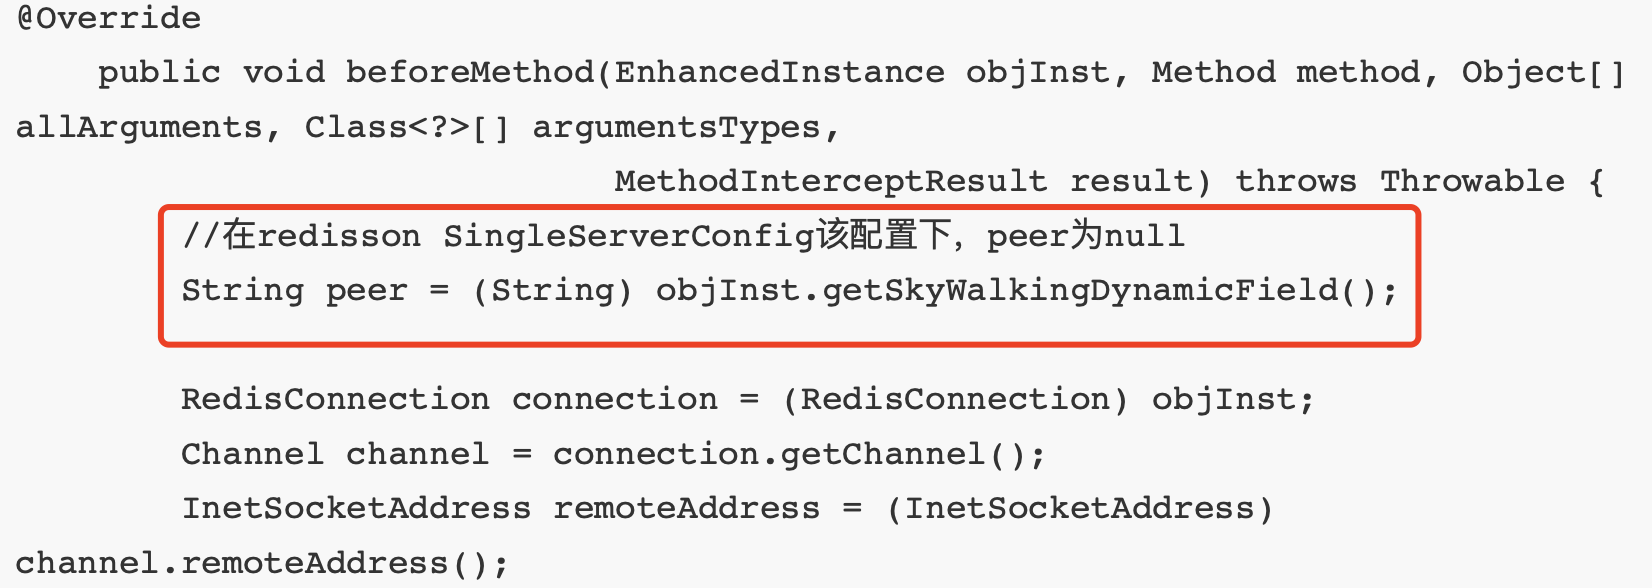 @Override
public void beforeMethod(EnhancedInstance objInst, Method method, Object[]
allArguments, Class<?>[] argumentsTypes,
MethodInterceptResult result) throws Throwable {
//在redisson SingleServerConfig该配置下，peer为null
String peer = (String) objInst.getSkyWalkingDynamicField();
RedisConnection connection = (RedisConnection) objInst;
Channel channel = connection.getChannel();
InetSocketAddress remoteAddress = (InetSocketAddress)
channel.remoteAddress();